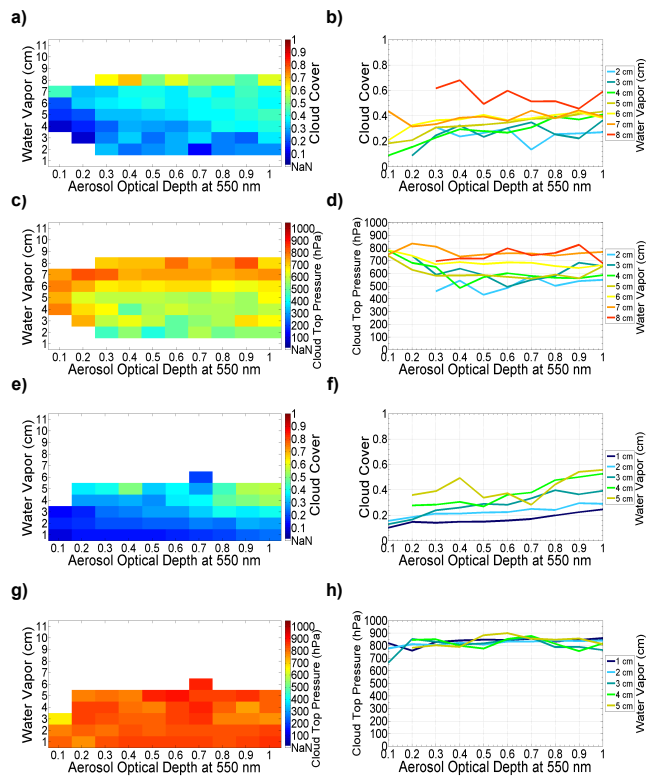 a)
Water Vapor (cm)
11
10
9
8
7
6
5
4
3
2
1
0.1 0.2 0.3 0.4 0.5 0.6 0.7 0.8 0.9 1
Aerosol Optical Depth at 550 nm
1
0.9
0.8
0.7
0.6
0.5
0.4
0.3
0.2
0.1
NaN
Cloud Cover
b)
Cloud Cover
1
0.8
0.6
0.4
0.2
0
0.1 0.2 0.3 0.4 0.5 0.6 0.7 0.8 0.9 1
Aerosol Optical Depth at 550 nm
2 cm
3 cm
4 cm
5 cm
6 cm
7 cm
8 cm
Water Vapor (cm)
c)
Water Vapor (cm)
11
10
9
8
7
6
5
4
3
2
1
0.1 0.2 0.3 0.4 0.5 0.6 0.7 0.8 0.9 1
Aerosol Optical Depth at 550 nm
1000
900
800
700
600
500
400
300
200
100
NaN
Cloud Top Pressure (hPa)
d)
Cloud Top Pressure (hPa)
1000
900
800
700
600
500
400
300
200
100
0
0.1 0.2 0.3 0.4 0.5 0.6 0.7 0.8 0.9 1
Aerosol Optical Depth at 550 nm
2 cm
3 cm
4 cm
5 cm
6 cm
7 cm
8 cm
Water Vapor (cm)
e)
Water Vapor (cm)
11
10
9
8
7
6
5
4
3
2
1
0.1 0.2 0.3 0.4 0.5 0.6 0.7 0.8 0.9 1
Aerosol Optical Depth at 550 nm
1
0.9
0.8
0.7
0.6
0.5
0.4
0.3
0.2
0.1
NaN
Cloud Cover
f)
Cloud Cover
1
0.8
0.6
0.4
0.2
0
0.1 0.2 0.3 0.4 0.5 0.6 0.7 0.8 0.9 1
Aerosol Optical Depth at 550 nm
1 cm
2 cm
3 cm
4 cm
5 cm
Water Vapor (cm)
g)
Water Vapor (cm)
11
10
9
8
7
6
5
4
3
2
1
0.1 0.2 0.3 0.4 0.5 0.6 0.7 0.8 0.9 1
Aerosol Optical Depth at 550 nm
1000
900
800
700
600
500
400
300
200
100
NaN
Cloud Top Pressure (hPa)
h)
Cloud Top Pressure (hPa)
1000
900
800
700
600
500
400
300
200
100
0
0.1 0.2 0.3 0.4 0.5 0.6 0.7 0.8 0.9 1
Aerosol Optical Depth at 550 nm
1 cm
2 cm
3 cm
4 cm
5 cm
Water Vapor (cm)